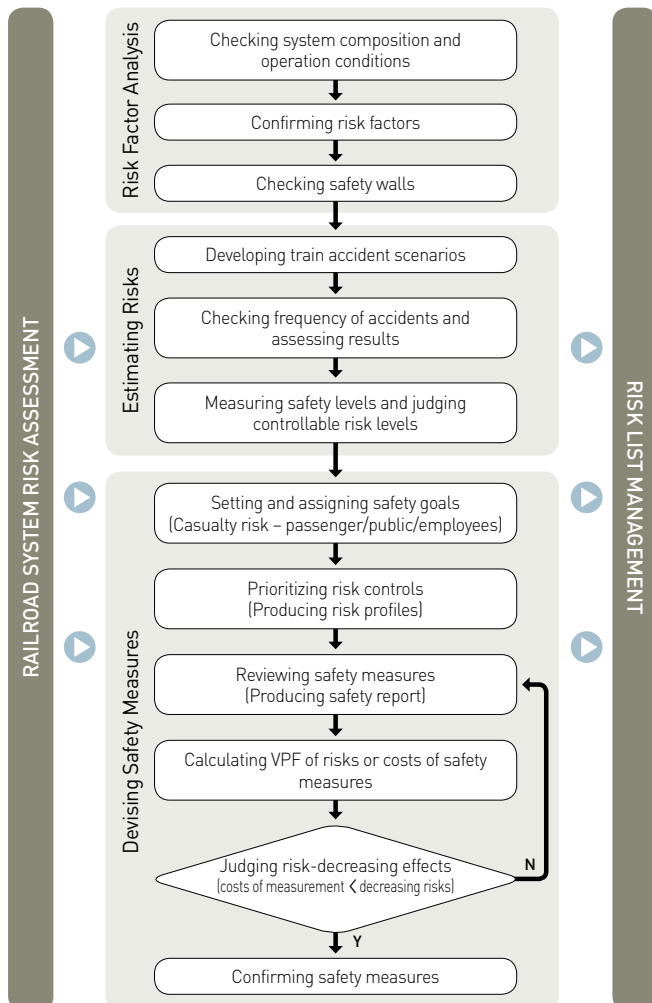 RAILROAD SYSTEM RISK ASSESSMENT
Risk Factor Analysis
Checking system composition and
operation conditions
Confirming risk factors
Checking safety walls
Estimating Risks
Developing train accident scenarios
Checking frequency of accidents and
assessing results
Measuring safety levels and judging
controllable risk levels
Devising Safety Measures
Setting and assigning safety goals
(Casualty risk – passenger/public/employees)
Prioritizing risk controls
(Producing risk profiles)
Reviewing safety measures
(Producing safety report)
Calculating VPF of risks or costs of safety
measures
Judging risk-decreasing effects
(costs of measurement < decreasing risks)
N
Y
Confirming safety measures
RISK LIST MANAGEMENT